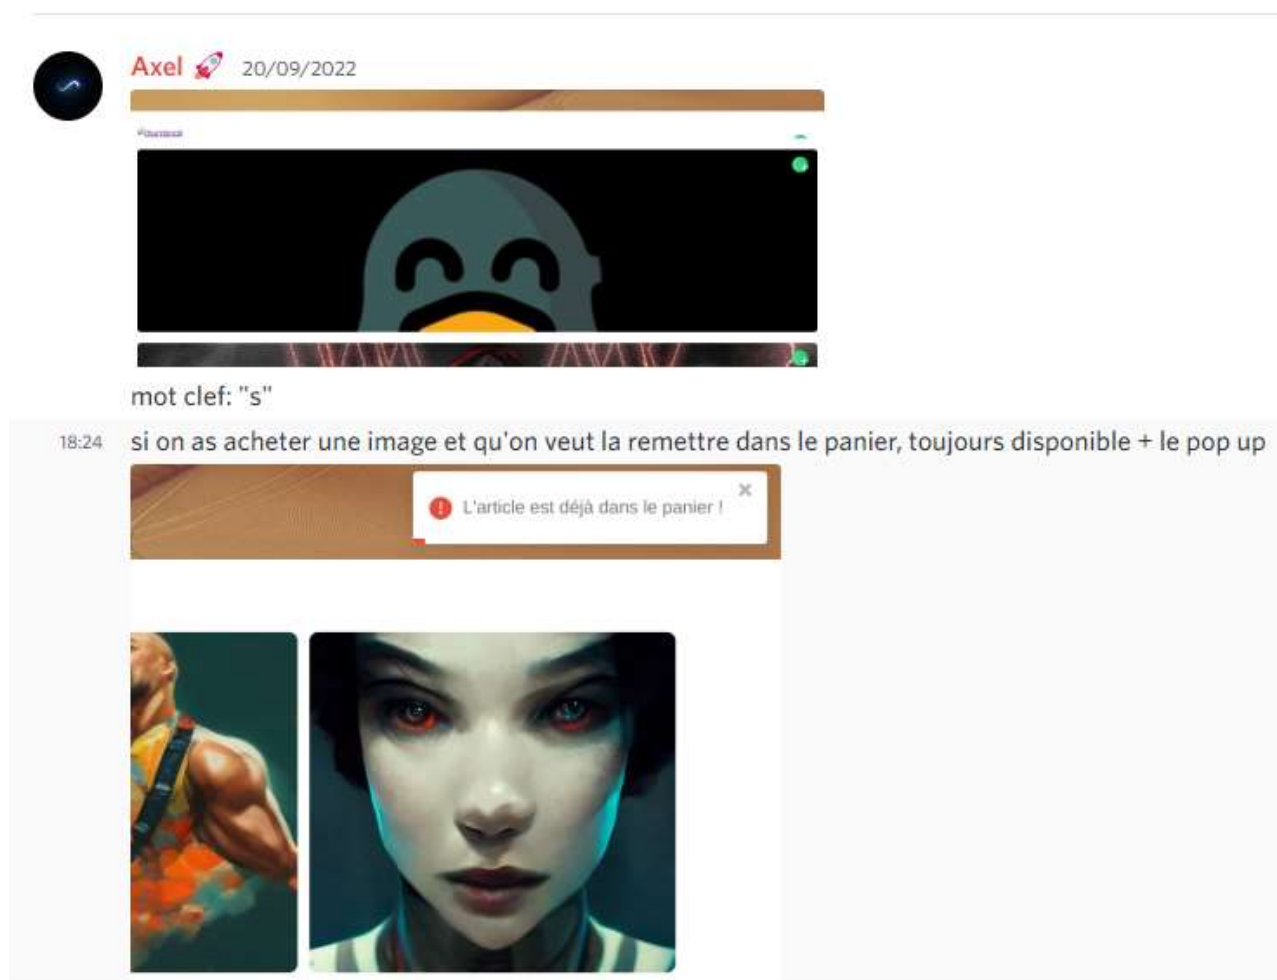 Axel 🚀 20/09/2022
thumbnail
mot clef: "s"
18:24 si on as acheter une image et qu'on veut la remettre dans le panier, toujours disponible + le pop up
L'article est déjà dans le panier !